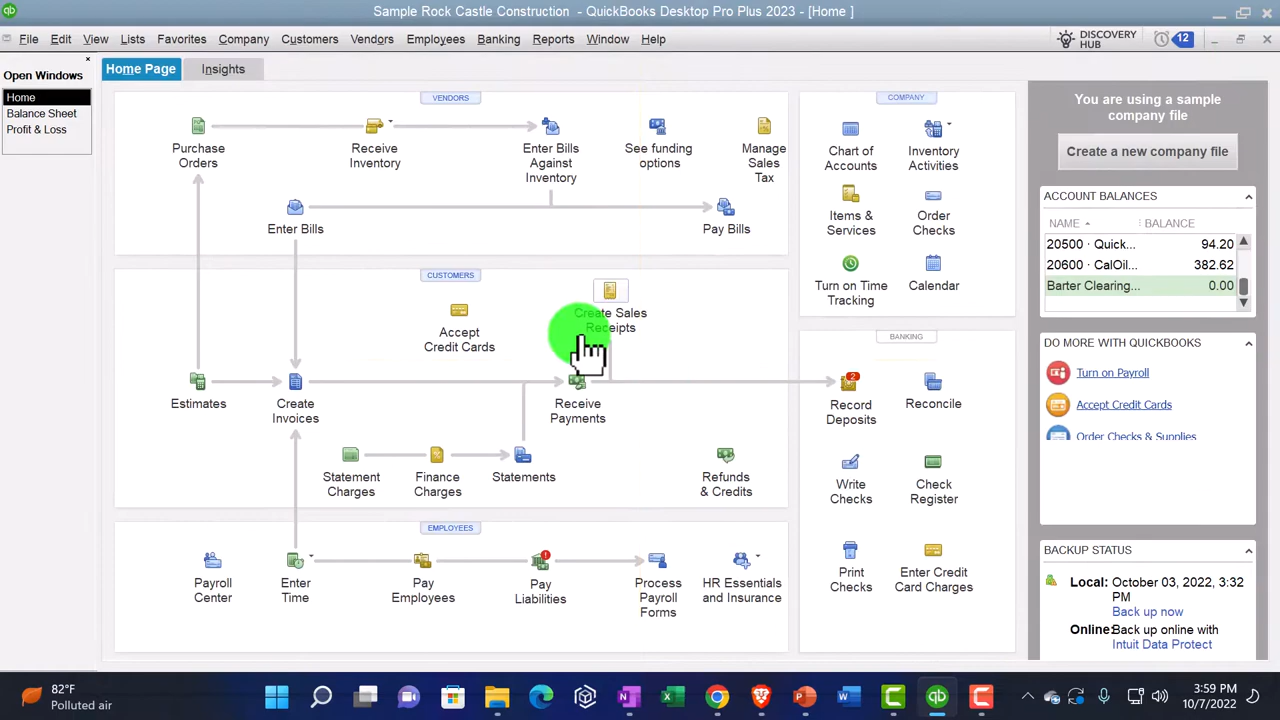 Sample Rock Castle Construction - QuickBooks Desktop Pro Plus 2023 - [Home ]
File Edit View Lists Favorites Company Customers Vendors Employees Banking Reports Window Help
DISCOVERY
HUB
12
Open Windows
Home
Balance Sheet
Profit & Loss
Home Page
Insights
VENDORS
Purchase
Orders
Receive
Inventory
Enter Bills
Against
Inventory
See funding
options
Manage
Sales
Tax
Enter Bills
Pay Bills
CUSTOMERS
Create Sales
Receipts
Accept
Credit Cards
Estimates
Create
Invoices
Receive
Payments
Statement
Charges
Finance
Charges
Statements
Refunds
& Credits
EMPLOYEES
Payroll
Center
Enter
Time
Pay
Employees
Pay
Liabilities
Process
Payroll
Forms
HR Essentials
and Insurance
COMPANY
Chart of
Accounts
Inventory
Activities
Items &
Services
Order
Checks
Turn on Time
Tracking
Calendar
BANKING
2
Record
Deposits
Reconcile
Write
Checks
Check
Register
Print
Checks
Enter Credit
Card Charges
You are using a sample
company file
Create a new company file
ACCOUNT BALANCES
NAME BALANCE
20500 · Quick... 94.20
20600 · CalOil... 382.62
Barter Clearing... 0.00
DO MORE WITH QUICKBOOKS
Turn on Payroll
Accept Credit Cards
Order Checks & Supplies
BACKUP STATUS
Local: October 03, 2022, 3:32
PM
Back up now
Online: Back up online with
Intuit Data Protect
82°F
Polluted air
3:59 PM
10/7/2022